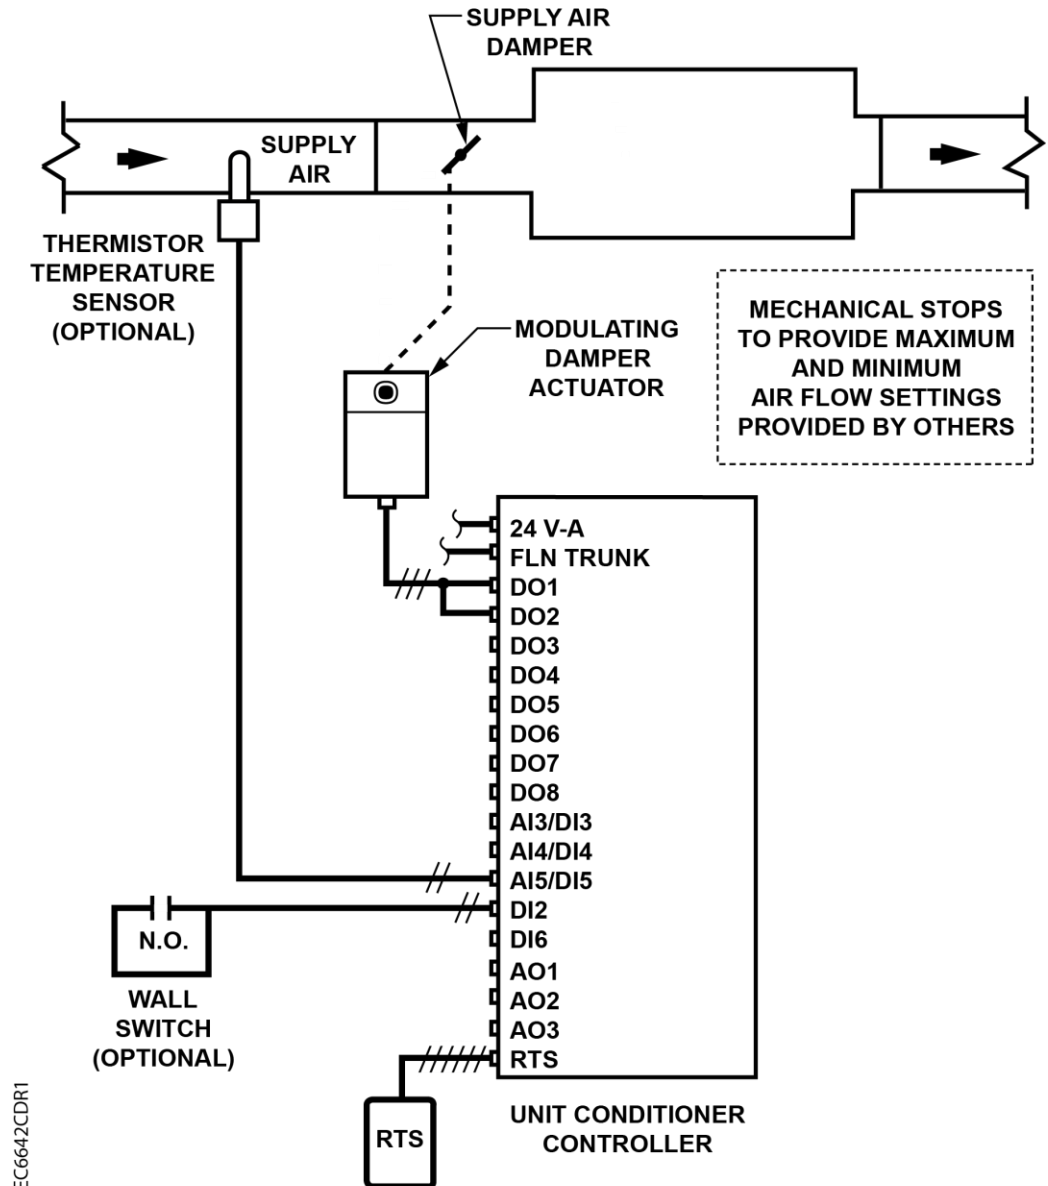 SUPPLY AIR
DAMPER
SUPPLY
AIR
THERMISTOR
TEMPERATURE
SENSOR
(OPTIONAL)
MODULATING
DAMPER
ACTUATOR
MECHANICAL STOPS
TO PROVIDE MAXIMUM
AND MINIMUM
AIR FLOW SETTINGS
PROVIDED BY OTHERS
24 V-A
FLN TRUNK
DO1
DO2
DO3
DO4
DO5
DO6
DO7
DO8
AI3/DI3
AI4/DI4
AI5/DI5
DI2
DI6
AO1
AO2
AO3
RTS
N.O.
WALL
SWITCH
(OPTIONAL)
RTS
UNIT CONDITIONER
CONTROLLER
EC6642CDR1